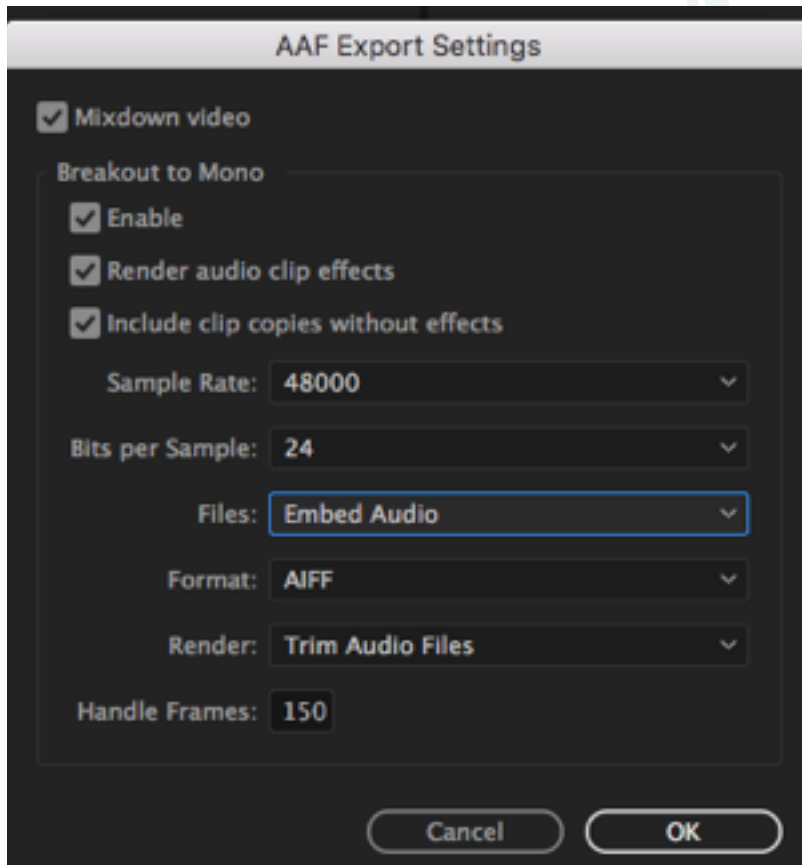 AAF Export Settings
Mixdown video
Breakout to Mono
Enable
Render audio clip effects
Include clip copies without effects
Sample Rate: 48000
Bits per Sample: 24
Files: Embed Audio
Format: AIFF
Render: Trim Audio Files
Handle Frames: 150
Cancel OK